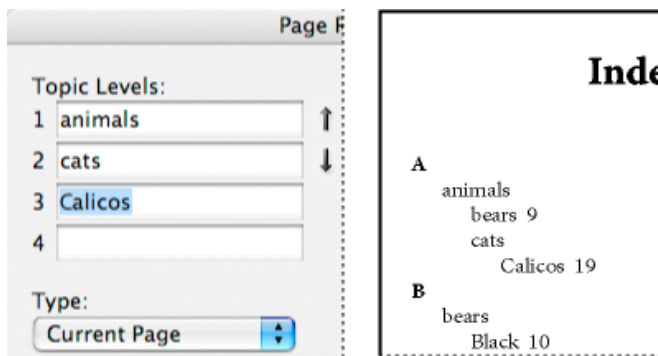 Page
Topic Levels:
1 animals
2 cats
3 Calicos
4
Type:
Current Page
Inde
A
animals
bears 9
cats
Calicos 19
B
bears
Black 10